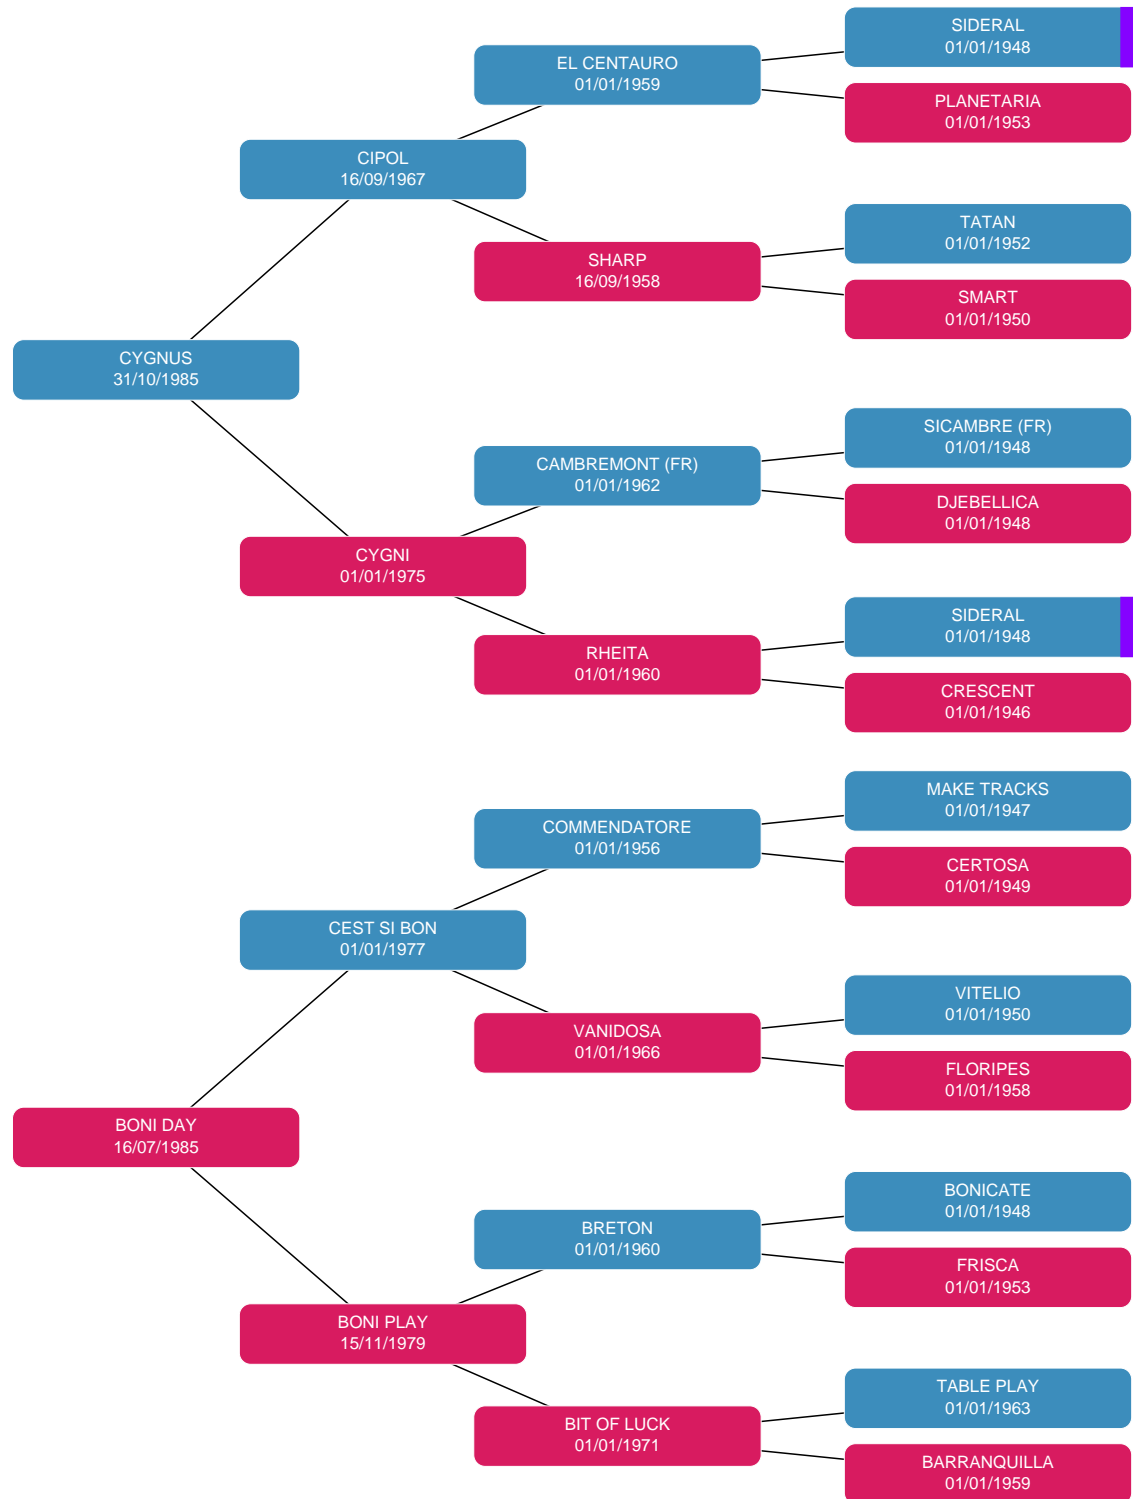 SIDERAL
01/01/1948
EL CENTAURO
01/01/1959
PLANETARIA
01/01/1953
CIPOL
16/09/1967
TATAN
01/01/1952
SHARP
16/09/1958
SMART
01/01/1950
CYGNUS
31/10/1985
SICAMBRE (FR)
01/01/1948
CAMBREMONT (FR)
01/01/1962
DJEBELLICA
01/01/1948
CYGNI
01/01/1975
SIDERAL
01/01/1948
RHEITA
01/01/1960
CRESCENT
01/01/1946
MAKE TRACKS
01/01/1947
COMMENDATORE
01/01/1956
CERTOSA
01/01/1949
CEST SI BON
01/01/1977
VITELIO
01/01/1950
VANIDOSA
01/01/1966
FLORIPES
01/01/1958
BONI DAY
16/07/1985
BONICATE
01/01/1948
BRETON
01/01/1960
FRISCA
01/01/1953
BONI PLAY
15/11/1979
TABLE PLAY
01/01/1963
BIT OF LUCK
01/01/1971
BARRANQUILLA
01/01/1959